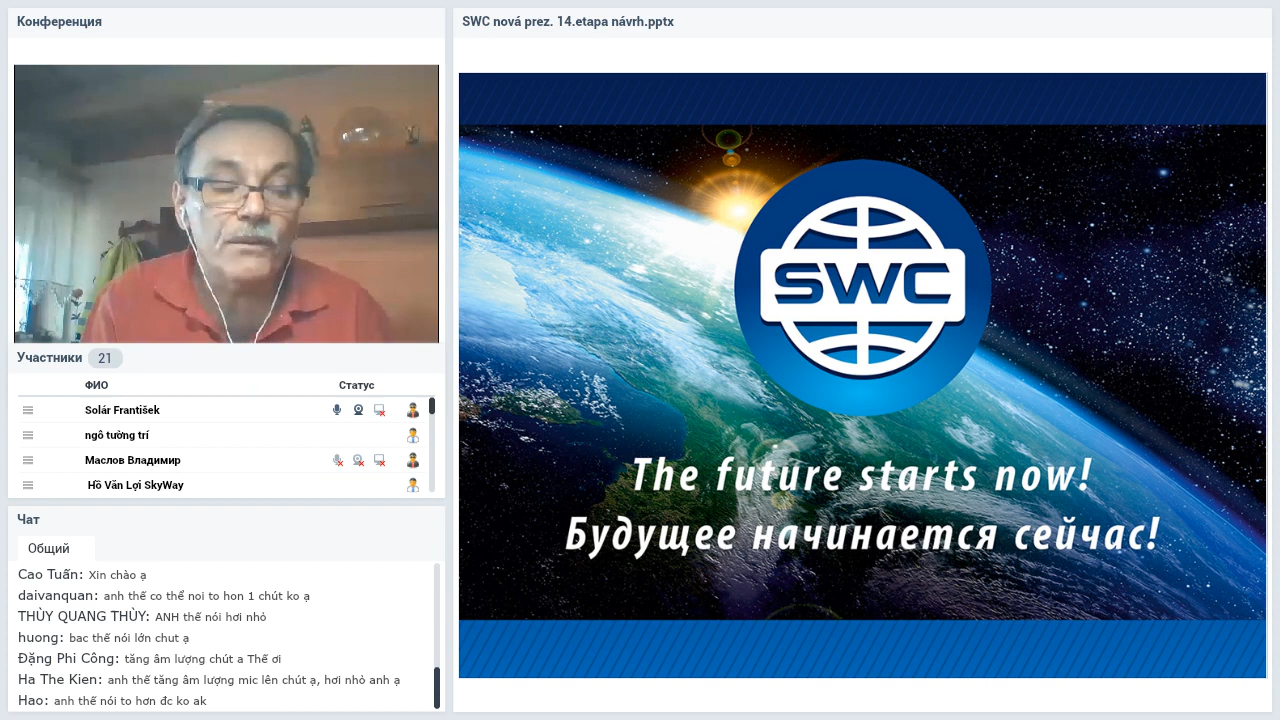 Конференция
Участники 21
ФИО Статус
Solár František
ngô tường trí
Маслов Владимир
Hồ Văn Lợi SkyWay
Чат
Общий
Cao Tuấn: Xin chào ạ
daivanquan: anh thế co thể noi to hon 1 chút ko ạ
THÙY QUANG THÙY: ANH thế nói hơi nhỏ
huong: bac thế nói lớn chut ạ
Đặng Phi Công: tăng âm lượng chút a Thế ơi
Ha The Kien: anh thế tăng âm lượng mic lên chút ạ, hơi nhỏ anh ạ
Hao: anh thế nói to hơn đc ko ak
SWC nová prez. 14.etapa návrh.pptx
SWC
The future starts now!
Будущее начинается сейчас!